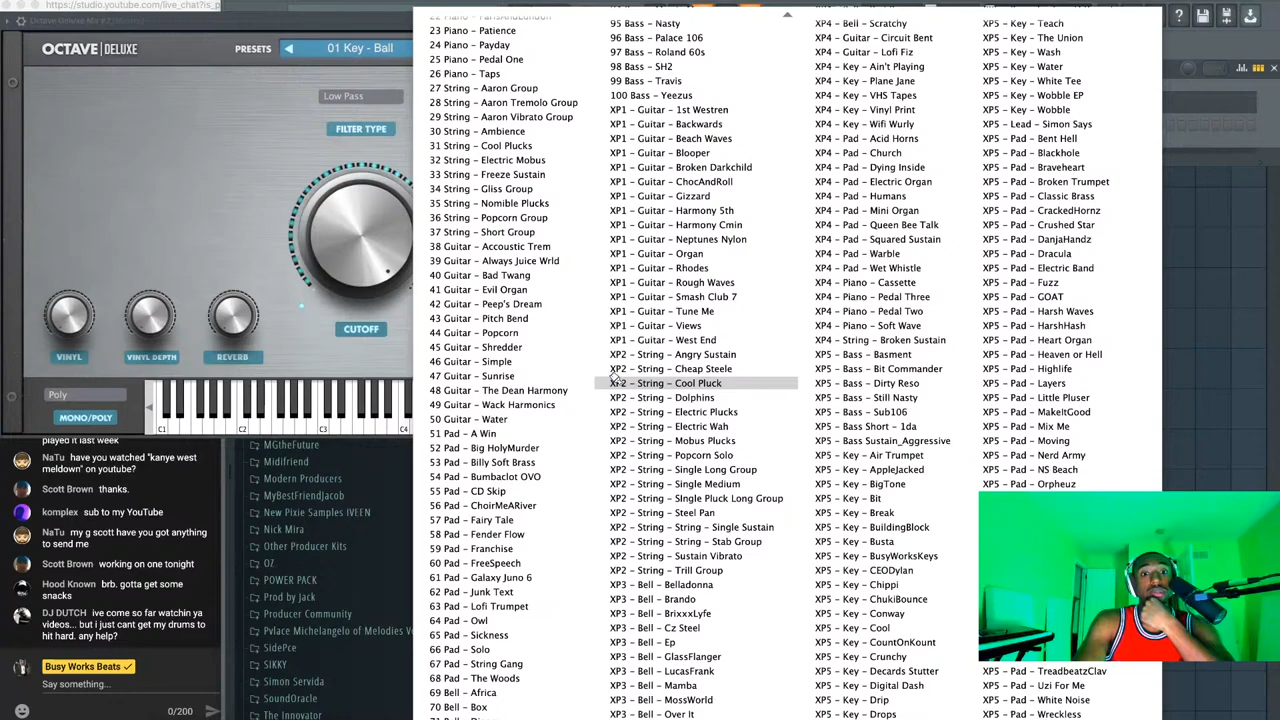 https://studio.youtube.com/live_chat?is_p
OCTAVE|DELUXE
PRESETS
01 Key - Ball
Low Pass
FILTER TYPE
CUTOFF
VINYL
VINYL DEPTH
REVERB
Poly
MONO/POLY
C1
C2
C3
C4
played it last week
NaTu have you watched "kanye west
meldown" on youtube?
Scott Brown thanks.
komplex sub to my YouTube
NaTu my g scott have you got anything
to send me
Scott Brown working on one tonight
Hood Known brb. gotta get some
snacks
DJ DUTCH ive come so far watchin ya
videos... but i just cant get my drums to
hit hard. any help?
Busy Works Beats
Say something...
0/200
MGtheFuture
Midifriend
Modern Producers
MyBestFriendJacob
New Pixie Samples IVEEN
Nick Mira
Other Producer Kits
OZ
POWER PACK
Prod by Jack
Producer Community
Pvlace Michelangelo of Melodies V
SidePce
SIKKY
Simon Servida
SoundOracle
The Innovator
22 Piano - ParisAndLondon
23 Piano - Patience
24 Piano - Payday
25 Piano - Pedal One
26 Piano - Taps
27 String - Aaron Group
28 String - Aaron Tremolo Group
29 String - Aaron Vibrato Group
30 String - Ambience
31 String - Cool Plucks
32 String - Electric Mobus
33 String - Freeze Sustain
34 String - Gliss Group
35 String - Nomible Plucks
36 String - Popcorn Group
37 String - Short Group
38 Guitar - Accoustic Trem
39 Guitar - Always Juice Wrld
40 Guitar - Bad Twang
41 Guitar - Evil Organ
42 Guitar - Peep's Dream
43 Guitar - Pitch Bend
44 Guitar - Popcorn
45 Guitar - Shredder
46 Guitar - Simple
47 Guitar - Sunrise
48 Guitar - The Dean Harmony
49 Guitar - Wack Harmonics
50 Guitar - Water
51 Pad - A Win
52 Pad - Big HolyMurder
53 Pad - Billy Soft Brass
54 Pad - Bumbaclot OVO
55 Pad - CD Skip
56 Pad - ChoirMeARiver
57 Pad - Fairy Tale
58 Pad - Fender Flow
59 Pad - Franchise
60 Pad - FreeSpeech
61 Pad - Galaxy Juno 6
62 Pad - Junk Text
63 Pad - Lofi Trumpet
64 Pad - Owl
65 Pad - Sickness
66 Pad - Solo
67 Pad - String Gang
68 Pad - The Woods
69 Bell - Africa
70 Bell - Box
95 Bass - Nasty
96 Bass - Palace 106
97 Bass - Roland 60s
98 Bass - SH2
99 Bass - Travis
100 Bass - Yeezus
XP1 - Guitar - 1st Westren
XP1 - Guitar - Backwards
XP1 - Guitar - Beach Waves
XP1 - Guitar - Blooper
XP1 - Guitar - Broken Darkchild
XP1 - Guitar - ChocAndRoll
XP1 - Guitar - Gizzard
XP1 - Guitar - Harmony 5th
XP1 - Guitar - Harmony Cmin
XP1 - Guitar - Neptunes Nylon
XP1 - Guitar - Organ
XP1 - Guitar - Rhodes
XP1 - Guitar - Rough Waves
XP1 - Guitar - Smash Club 7
XP1 - Guitar - Tune Me
XP1 - Guitar - Views
XP1 - Guitar - West End
XP2 - String - Angry Sustain
XP2 - String - Cheap Steele
XP2 - String - Cool Pluck
XP2 - String - Dolphins
XP2 - String - Electric Plucks
XP2 - String - Electric Wah
XP2 - String - Mobus Plucks
XP2 - String - Popcorn Solo
XP2 - String - Single Long Group
XP2 - String - Single Medium
XP2 - String - SIngle Pluck Long Group
XP2 - String - Steel Pan
XP2 - String - String - Single Sustain
XP2 - String - String - Stab Group
XP2 - String - Sustain Vibrato
XP2 - String - Trill Group
XP3 - Bell - Belladonna
XP3 - Bell - Brando
XP3 - Bell - BrixxxLyfe
XP3 - Bell - Cz Steel
XP3 - Bell - Ep
XP3 - Bell - GlassFlanger
XP3 - Bell - LucasFrank
XP3 - Bell - Mamba
XP3 - Bell - MossWorld
XP3 - Bell - Over It
XP4 - Bell - Scratchy
XP4 - Guitar - Circuit Bent
XP4 - Guitar - Lofi Fiz
XP4 - Key - Ain't Playing
XP4 - Key - Plane Jane
XP4 - Key - VHS Tapes
XP4 - Key - Vinyl Print
XP4 - Key - Wifi Wurly
XP4 - Pad - Acid Horns
XP4 - Pad - Church
XP4 - Pad - Dying Inside
XP4 - Pad - Electric Organ
XP4 - Pad - Humans
XP4 - Pad - Mini Organ
XP4 - Pad - Queen Bee Talk
XP4 - Pad - Squared Sustain
XP4 - Pad - Warble
XP4 - Pad - Wet Whistle
XP4 - Piano - Cassette
XP4 - Piano - Pedal Three
XP4 - Piano - Pedal Two
XP4 - Piano - Soft Wave
XP4 - String - Broken Sustain
XP5 - Bass - Basment
XP5 - Bass - Bit Commander
XP5 - Bass - Dirty Reso
XP5 - Bass - Still Nasty
XP5 - Bass - Sub106
XP5 - Bass Short - 1da
XP5 - Bass Sustain_Aggressive
XP5 - Key - Air Trumpet
XP5 - Key - AppleJacked
XP5 - Key - BigTone
XP5 - Key - Bit
XP5 - Key - Break
XP5 - Key - BuildingBlock
XP5 - Key - Busta
XP5 - Key - BusyWorksKeys
XP5 - Key - CEODylan
XP5 - Key - Chippi
XP5 - Key - ChukiBounce
XP5 - Key - Conway
XP5 - Key - Cool
XP5 - Key - CountOnKount
XP5 - Key - Crunchy
XP5 - Key - Decards Stutter
XP5 - Key - Digital Dash
XP5 - Key - Drip
XP5 - Key - Drops
XP5 - Key - Teach
XP5 - Key - The Union
XP5 - Key - Wash
XP5 - Key - Water
XP5 - Key - White Tee
XP5 - Key - Wobble EP
XP5 - Key - Wobble
XP5 - Lead - Simon Says
XP5 - Pad - Bent Hell
XP5 - Pad - Blackhole
XP5 - Pad - Braveheart
XP5 - Pad - Broken Trumpet
XP5 - Pad - Classic Brass
XP5 - Pad - CrackedHornz
XP5 - Pad - Crushed Star
XP5 - Pad - DanjaHandz
XP5 - Pad - Dracula
XP5 - Pad - Electric Band
XP5 - Pad - Fuzz
XP5 - Pad - GOAT
XP5 - Pad - Harsh Waves
XP5 - Pad - HarshHash
XP5 - Pad - Heart Organ
XP5 - Pad - Heaven or Hell
XP5 - Pad - Highlife
XP5 - Pad - Layers
XP5 - Pad - Little Pluser
XP5 - Pad - MakeItGood
XP5 - Pad - Mix Me
XP5 - Pad - Moving
XP5 - Pad - Nerd Army
XP5 - Pad - NS Beach
XP5 - Pad - Orpheuz
XP5 - Pad - TreadbeatzClav
XP5 - Pad - Uzi For Me
XP5 - Pad - White Noise
XP5 - Pad - Wreckless